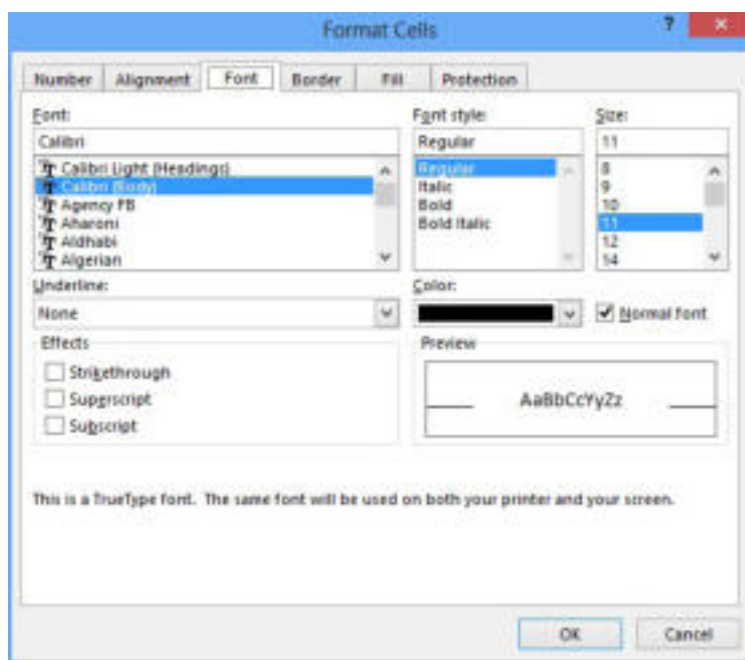 Format Cells ?
Number Alignment Font Border Fill Protection
Font: Font style: Size:
Calibri Regular 11
Calibri Light (Headings) Regular 8
Calibri (Body) Italic 9
Agency FB Bold 10
Aharoni Bold Italic 11
Aldhabi 12
Algerian 14
Underline: Color:
None Normal font
Effects Preview
Strikethrough
Superscript AaBbCcYyZz
Subscript
This is a TrueType font. The same font will be used on both your printer and your screen.
OK Cancel